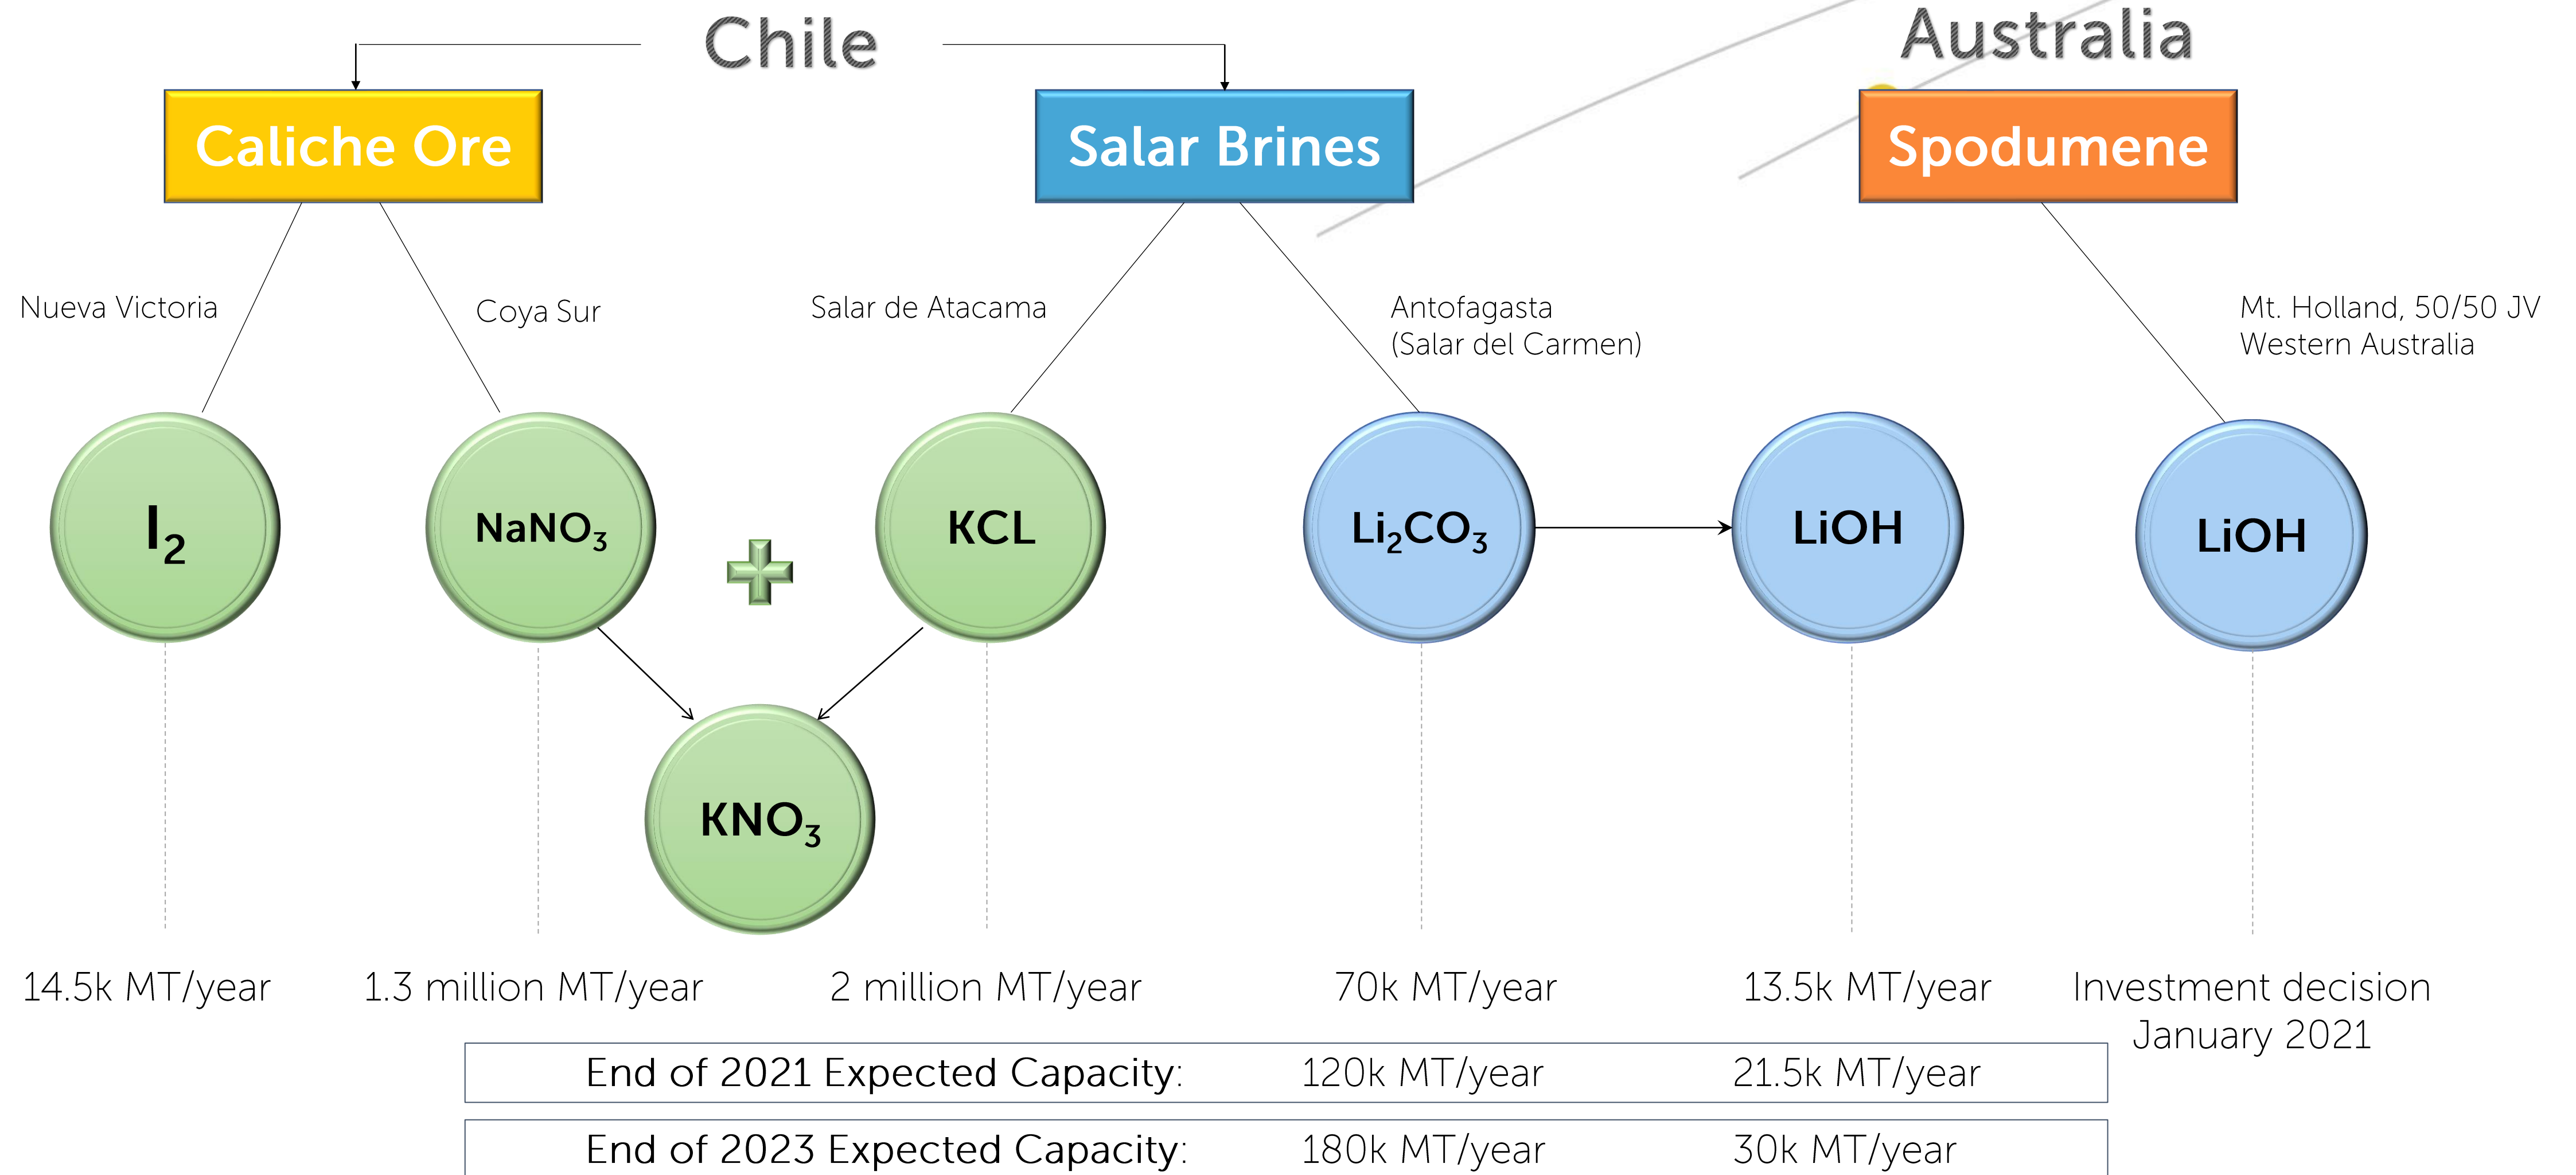 Chile
Australia
Caliche Ore
Salar Brines
Spodumene
Nueva Victoria
Coya Sur
Salar de Atacama
Antofagasta
(Salar del Carmen)
Mt. Holland, 50/50 JV
Western Australia
I₂
NaNO₃
KCL
Li₂CO₃
LiOH
LiOH
KNO₃
14.5k MT/year
1.3 million MT/year
2 million MT/year
70k MT/year
13.5k MT/year
Investment decision
January 2021
End of 2021 Expected Capacity: 120k MT/year 21.5k MT/year
End of 2023 Expected Capacity: 180k MT/year 30k MT/year